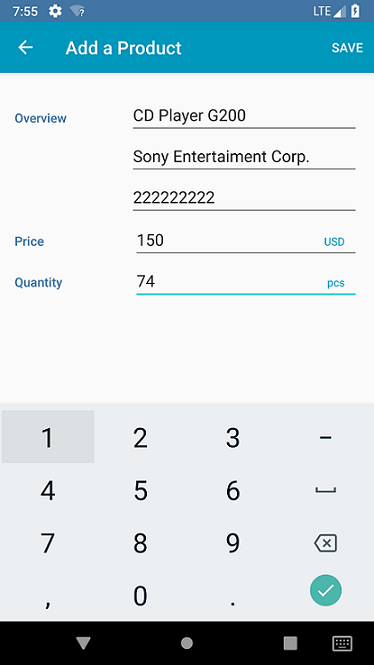 7:55 LTE
Add a Product SAVE
Overview CD Player G200
Sony Entertaiment Corp.
222222222
Price 150 USD
Quantity 74 pcs
1 2 3 -
4 5 6
7 8 9
, 0 .